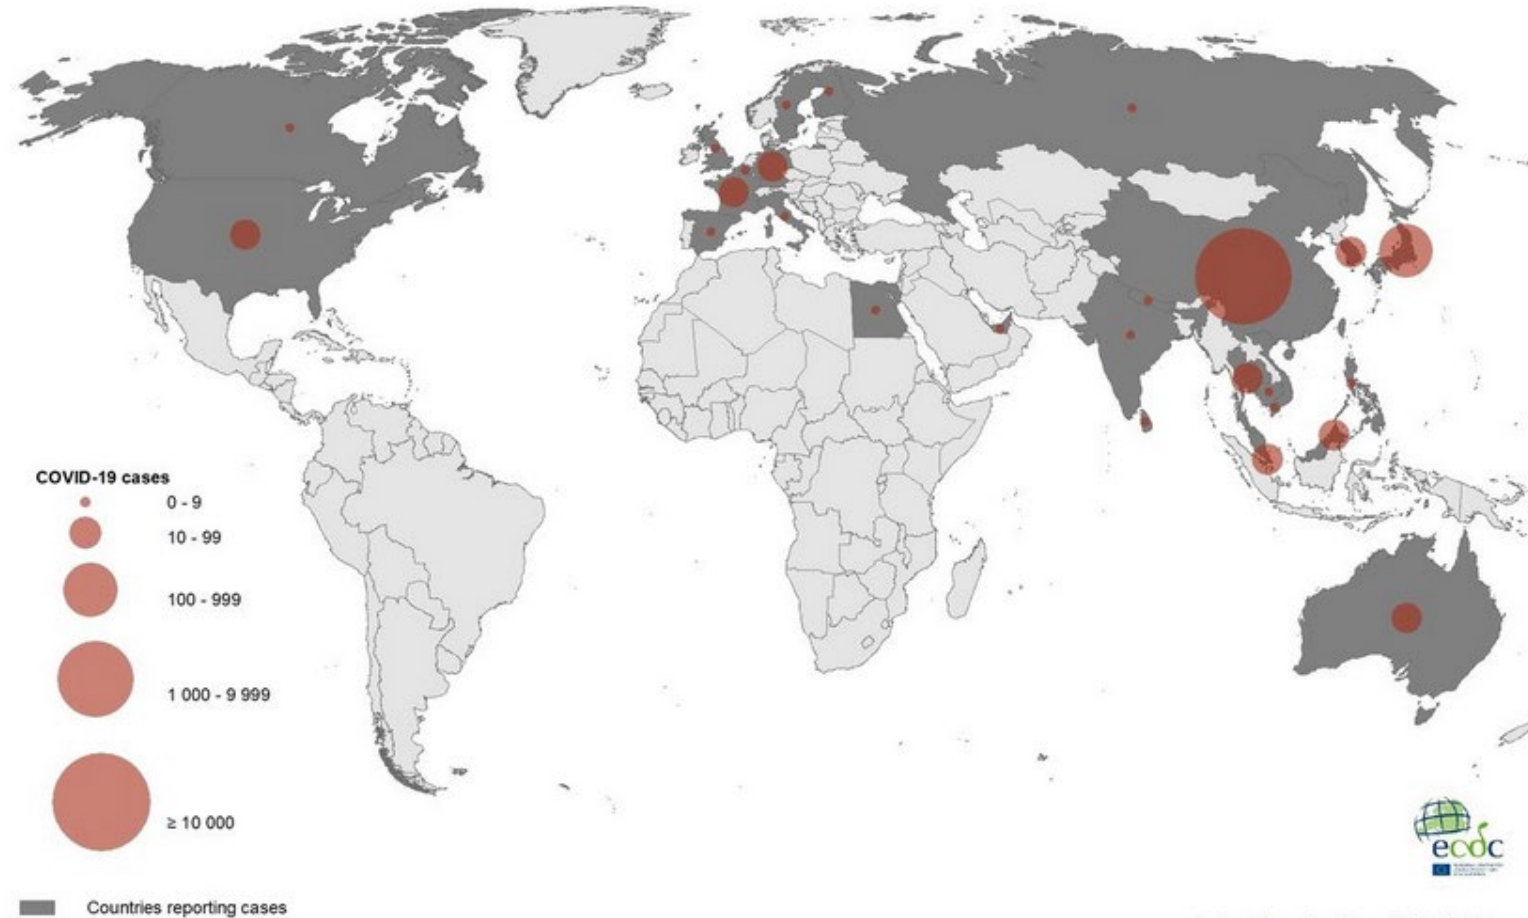 COVID-19 cases
0 - 9
10 - 99
100 - 999
1 000 - 9 999
≥ 10 000
Countries reporting cases
ecdc